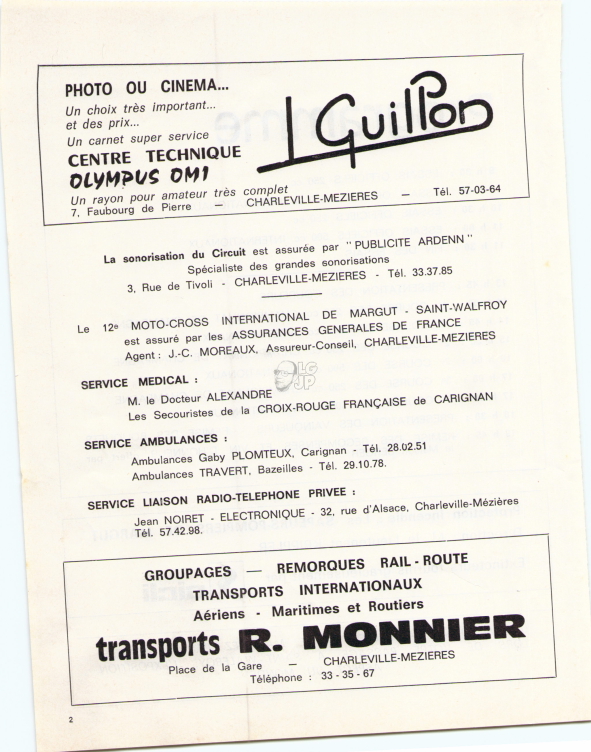 PHOTO OU CINEMA...
Un choix très important...
et des prix...
Un carnet super service
CENTRE TECHNIQUE
OLYMPUS OM1
Un rayon pour amateur très complet
7, Faubourg de Pierre — CHARLEVILLE-MEZIERES — Tél. 57-03-64
L Guillon
La sonorisation du Circuit est assurée par "PUBLICITE ARDENN"
Spécialiste des grandes sonorisations
3, Rue de Tivoli - CHARLEVILLE-MEZIERES - Tél. 33.37.85
Le 12e MOTO-CROSS INTERNATIONAL DE MARGUT - SAINT-WALFROY
est assuré par les ASSURANCES GENERALES DE FRANCE
Agent : J.-C. MOREAUX, Assureur-Conseil, CHARLEVILLE-MEZIERES
LG
JP
SERVICE MEDICAL :
M. le Docteur ALEXANDRE
Les Secouristes de la CROIX-ROUGE FRANÇAISE de CARIGNAN
SERVICE AMBULANCES :
Ambulances Gaby PLOMTEUX, Carignan - Tél. 28.02.51
Ambulances TRAVERT, Bazeilles - Tél. 29.10.78.
SERVICE LIAISON RADIO-TELEPHONE PRIVEE :
Jean NOIRET - ELECTRONIQUE - 32, rue d'Alsace, Charleville-Mézières
Tél. 57.42.98.
GROUPAGES — REMORQUES RAIL - ROUTE
TRANSPORTS INTERNATIONAUX
Aériens - Maritimes et Routiers
transports R. MONNIER
Place de la Gare — CHARLEVILLE-MEZIERES
Téléphone : 33 - 35 - 67
2